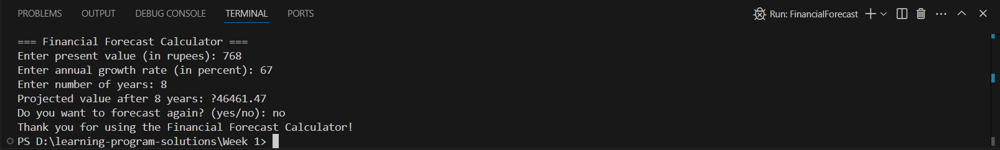 PROBLEMS OUTPUT DEBUG CONSOLE TERMINAL PORTS Run: FinancialForecast
=== Financial Forecast Calculator ===
Enter present value (in rupees): 768
Enter annual growth rate (in percent): 67
Enter number of years: 8
Projected value after 8 years: ?46461.47
Do you want to forecast again? (yes/no): no
Thank you for using the Financial Forecast Calculator!
PS D:\learning-program-solutions\Week 1>